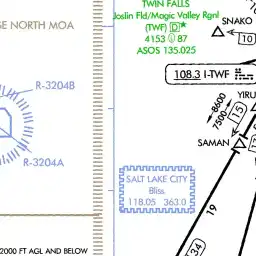 TWIN FALLS
Joslin Fld/Magic Valley Rgnl
(TWF) D*
4153 87
ASOS 135.025
SNAKO
10
SE NORTH MOA
108.3 I-TWF
R-3204B
8600
7500
15
YIRU
SAMAN
R-3204A
SALT LAKE CITY
Bliss
118.05 363.0
19
34
2000 FT AGL AND BELOW